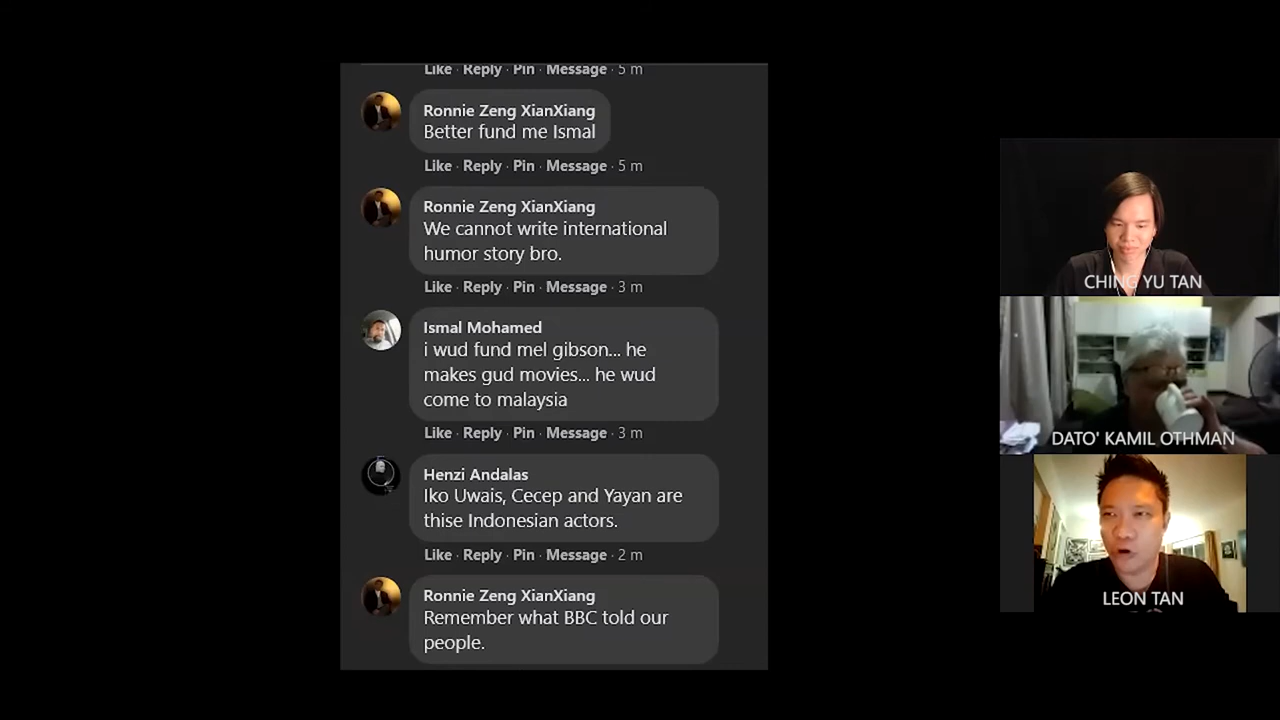 Like · Reply · Pin · Message · 5 m
Ronnie Zeng XianXiang
Better fund me Ismal
Like · Reply · Pin · Message · 5 m
Ronnie Zeng XianXiang
We cannot write international
humor story bro.
Like · Reply · Pin · Message · 3 m
Ismal Mohamed
i wud fund mel gibson... he
makes gud movies... he wud
come to malaysia
Like · Reply · Pin · Message · 3 m
Henzi Andalas
Iko Uwais, Cecep and Yayan are
thise Indonesian actors.
Like · Reply · Pin · Message · 2 m
Ronnie Zeng XianXiang
Remember what BBC told our
people.
CHING YU TAN
DATO' KAMIL OTHMAN
LEON TAN